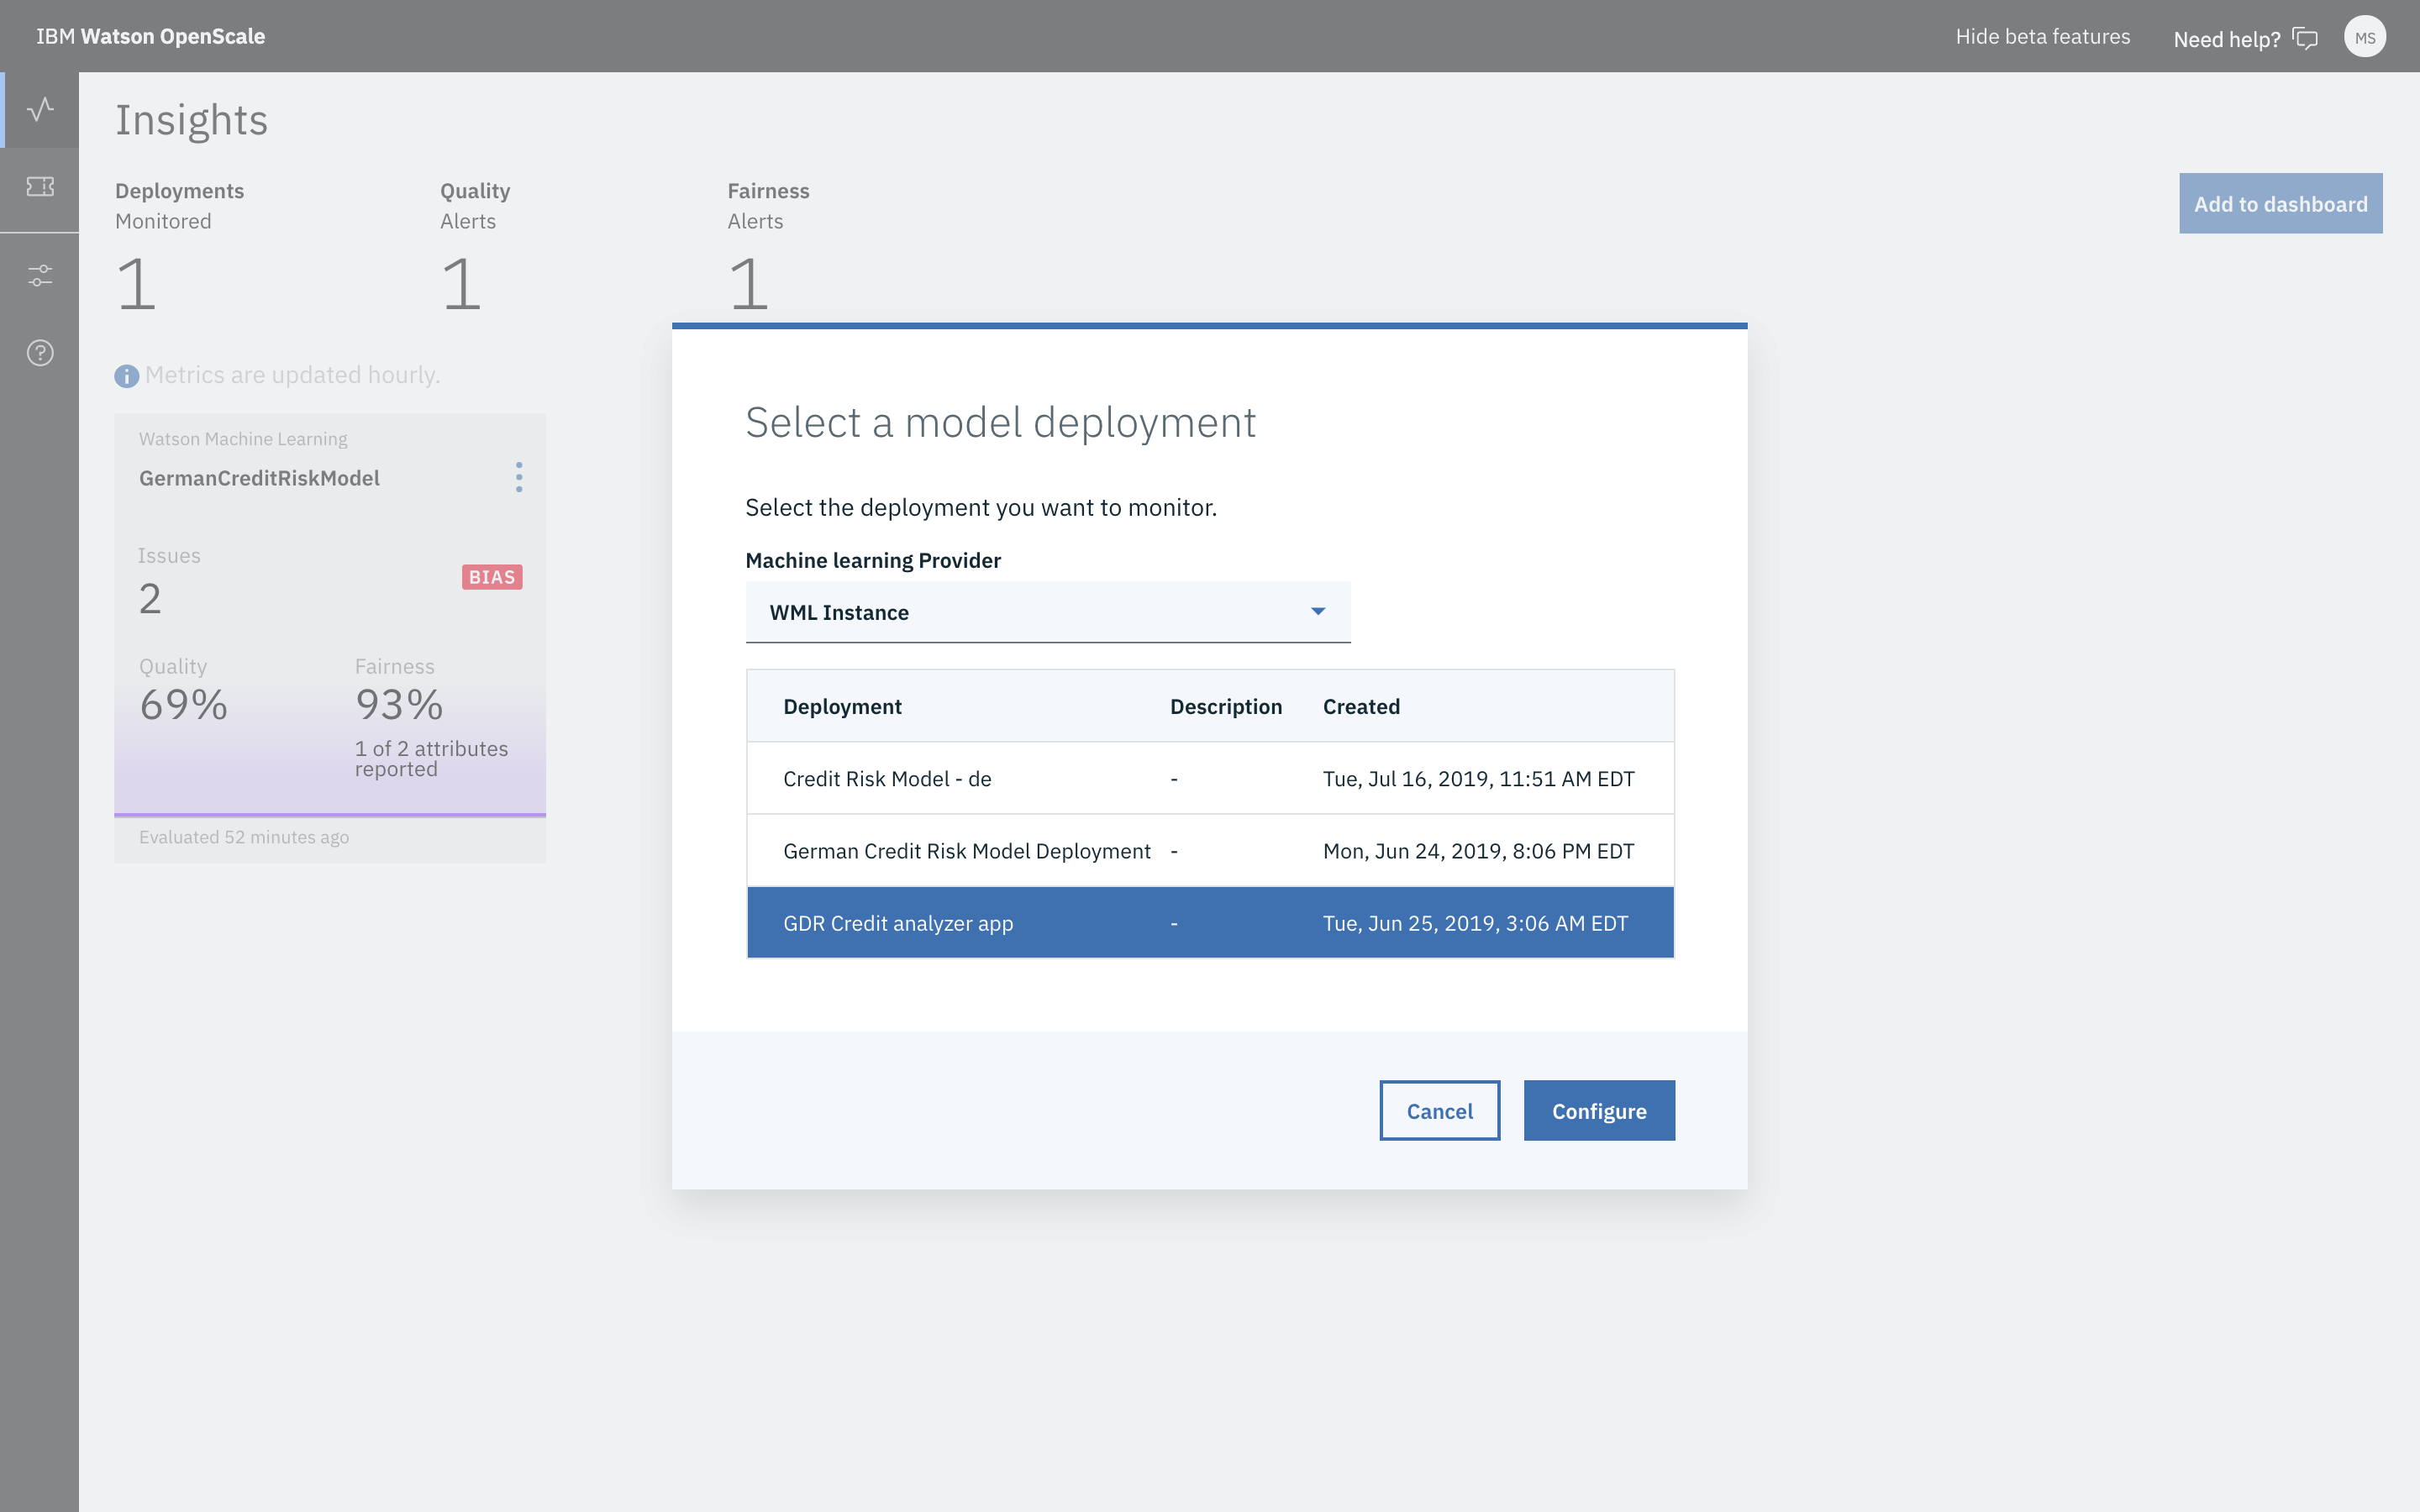 IBM Watson OpenScale
Hide beta features
Need help?
MS
Insights
Deployments
Monitored
1
Quality
Alerts
1
Fairness
Alerts
1
Add to dashboard
Metrics are updated hourly.
Watson Machine Learning
GermanCreditRiskModel
Issues
2
BIAS
Quality
69%
Fairness
93%
1 of 2 attributes
reported
Evaluated 52 minutes ago
Select a model deployment
Select the deployment you want to monitor.
Machine learning Provider
WML Instance
Deployment Description Created
Credit Risk Model - de - Tue, Jul 16, 2019, 11:51 AM EDT
German Credit Risk Model Deployment - Mon, Jun 24, 2019, 8:06 PM EDT
GDR Credit analyzer app - Tue, Jun 25, 2019, 3:06 AM EDT
Cancel
Configure